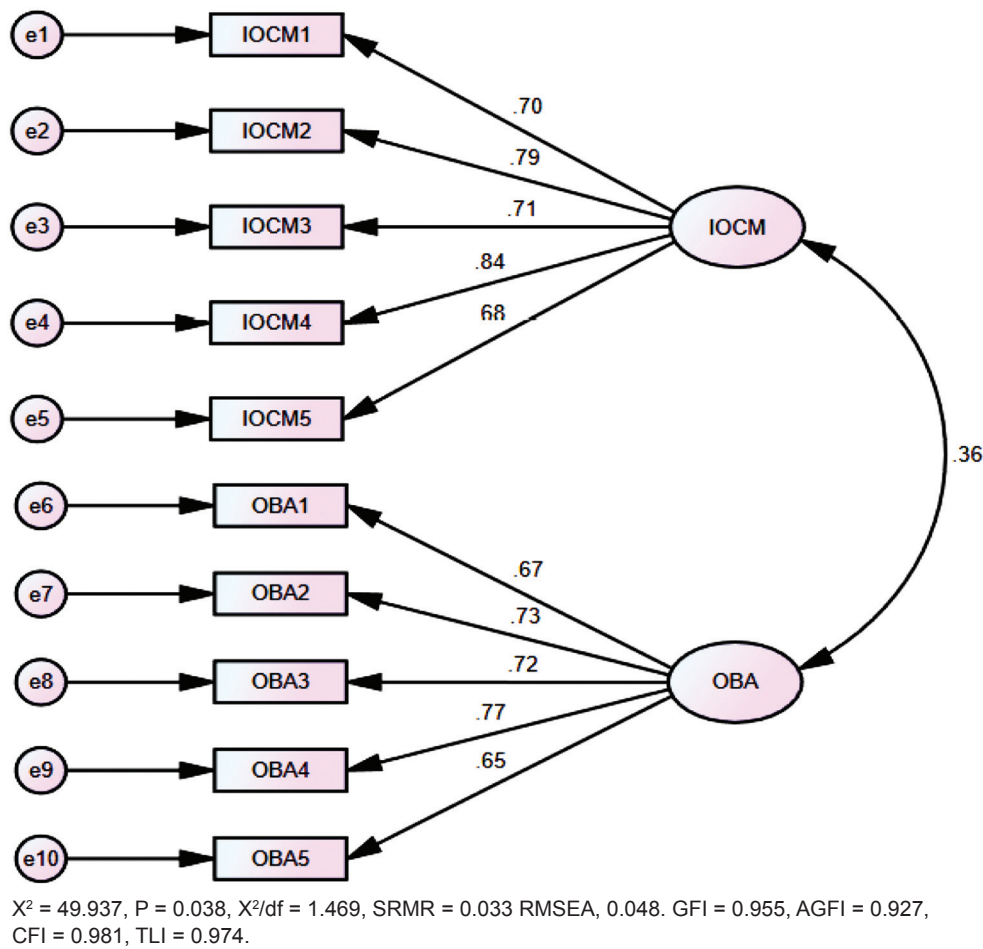 e1 IOCM1
.70
e2 IOCM2
.79
e3 IOCM3 .71 IOCM
.84
e4 IOCM4
68
e5 IOCM5
.36
e6 OBA1
.67
e7 OBA2
.73
e8 OBA3 .72 OBA
.77
e9 OBA4
.65
e10 OBA5
X² = 49.937, P = 0.038, X²/df = 1.469, SRMR = 0.033 RMSEA, 0.048. GFI = 0.955, AGFI = 0.927,
CFI = 0.981, TLI = 0.974.